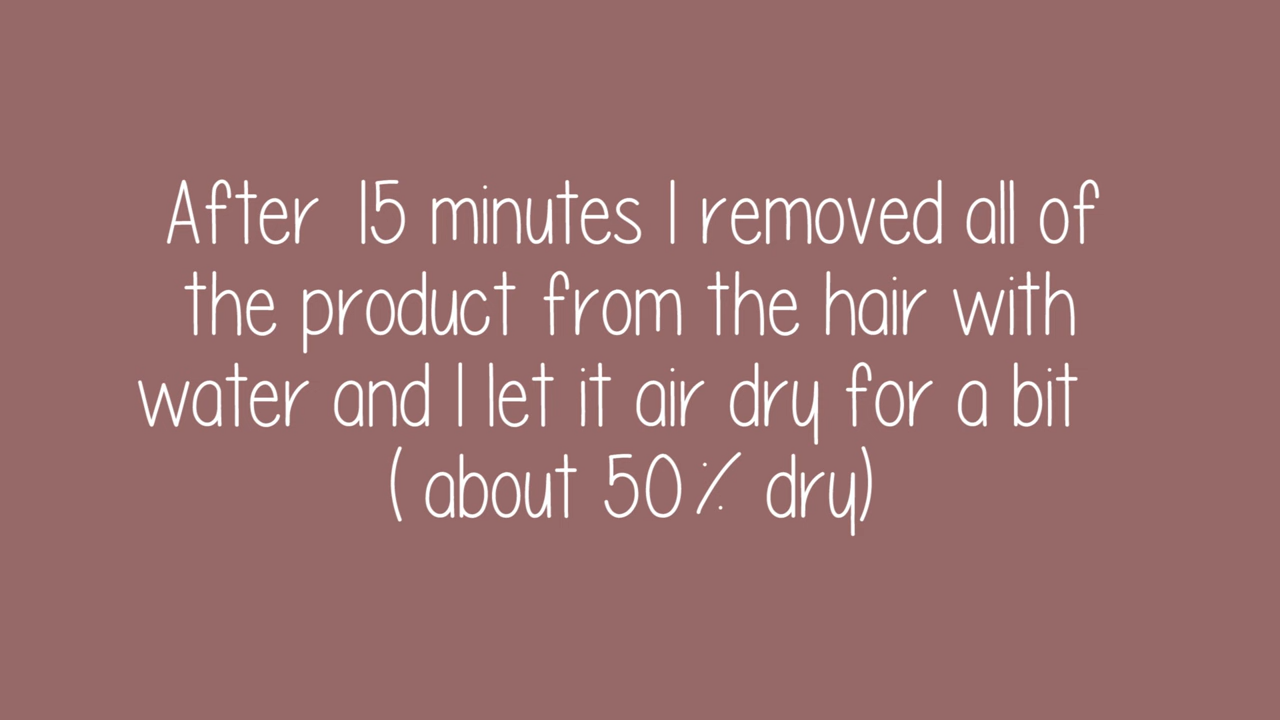 After 15 minutes I removed all of
the product from the hair with
water and I let it air dry for a bit
( about 50% dry)